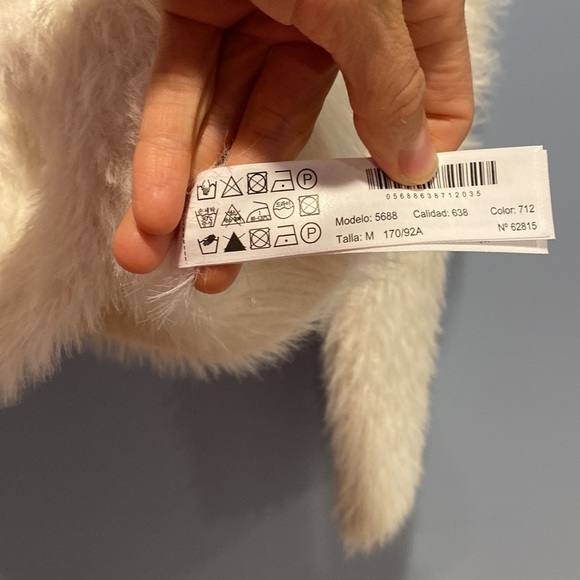 P
05688638712035
Modelo: 5688 Calidad: 638 Color: 712
P
Talla: M 170/92A Nº 62815